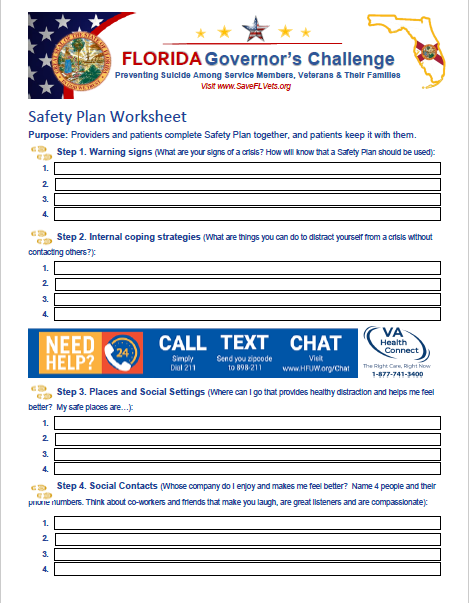 FLORIDA Governor's Challenge
Preventing Suicide Among Service Members, Veterans & Their Families
Visit www.SaveFLVets.org
Safety Plan Worksheet
Purpose: Providers and patients complete Safety Plan together, and patients keep it with them.
Step 1. Warning signs (What are your signs of a crisis? How will know that a Safety Plan should be used):
1.
2.
3.
4.
Step 2. Internal coping strategies (What are things you can do to distract yourself from a crisis without
contacting others?):
1.
2.
3.
4.
NEED HELP?
24
CALL
Simply
Dial 211
TEXT
Send you zipcode
to 898-211
CHAT
Visit
www.HFUW.org/Chat
VA
Health
Connect
The Right Care, Right Now
1-877-741-3400
Step 3. Places and Social Settings (Where can I go that provides healthy distraction and helps me feel
better? My safe places are…):
1.
2.
3.
4.
Step 4. Social Contacts (Whose company do I enjoy and makes me feel better? Name 4 people and their
phone numbers. Think about co-workers and friends that make you laugh, are great listeners and are compassionate):
1.
2.
3.
4.